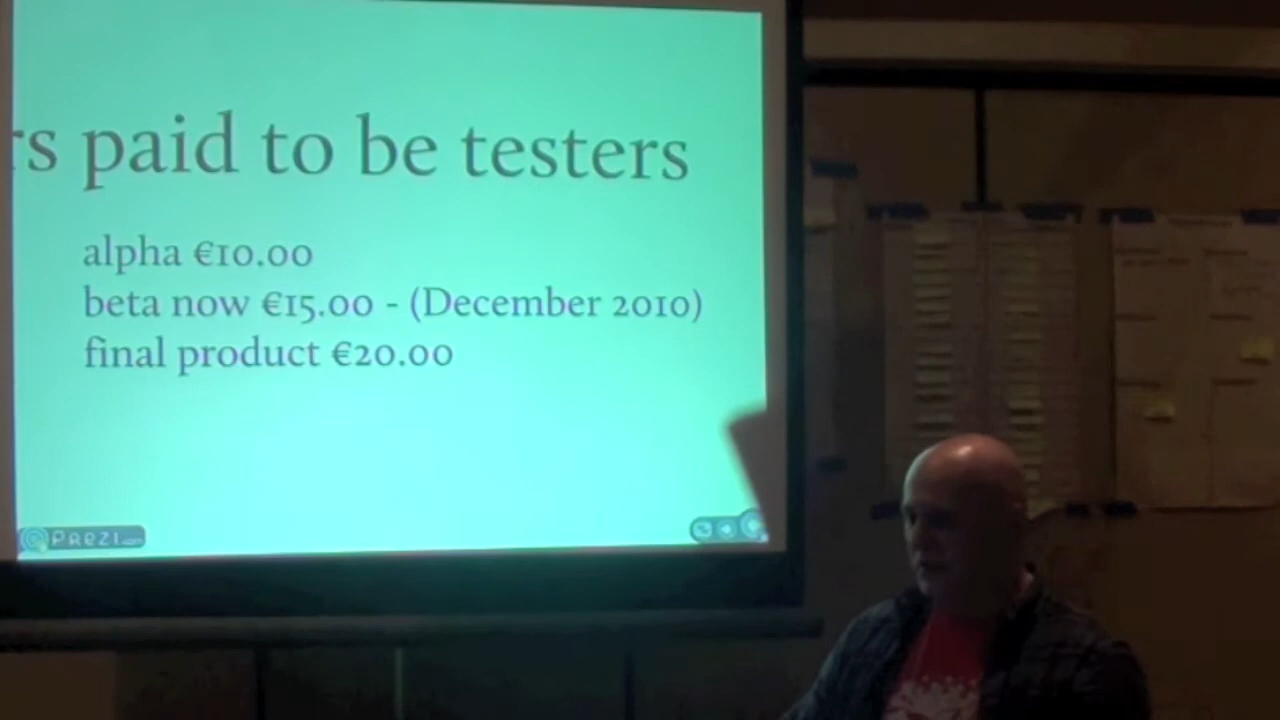 rs paid to be testers
alpha €10.00
beta now €15.00 - (December 2010)
final product €20.00
PREZI